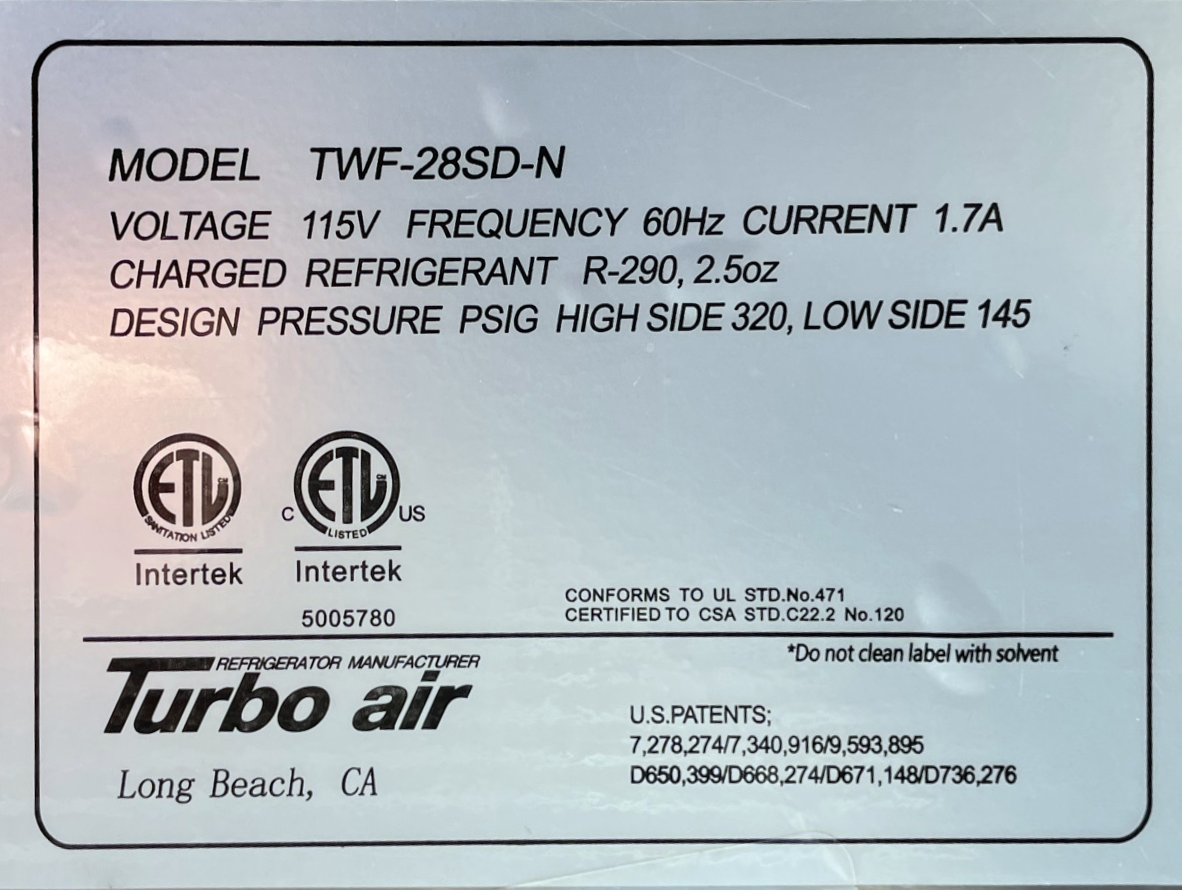 MODEL TWF-28SD-N
VOLTAGE 115V FREQUENCY 60Hz CURRENT 1.7A
CHARGED REFRIGERANT R-290, 2.5oz
DESIGN PRESSURE PSIG HIGH SIDE 320, LOW SIDE 145
ETL CM
SANITATION LISTED
Intertek
C ETL CM US
LISTED
Intertek
5005780
CONFORMS TO UL STD.No.471
CERTIFIED TO CSA STD.C22.2 No.120
*Do not clean label with solvent
REFRIGERATOR MANUFACTURER
Turbo air
Long Beach, CA
U.S.PATENTS;
7,278,274/7,340,916/9,593,895
D650,399/D668,274/D671,148/D736,276